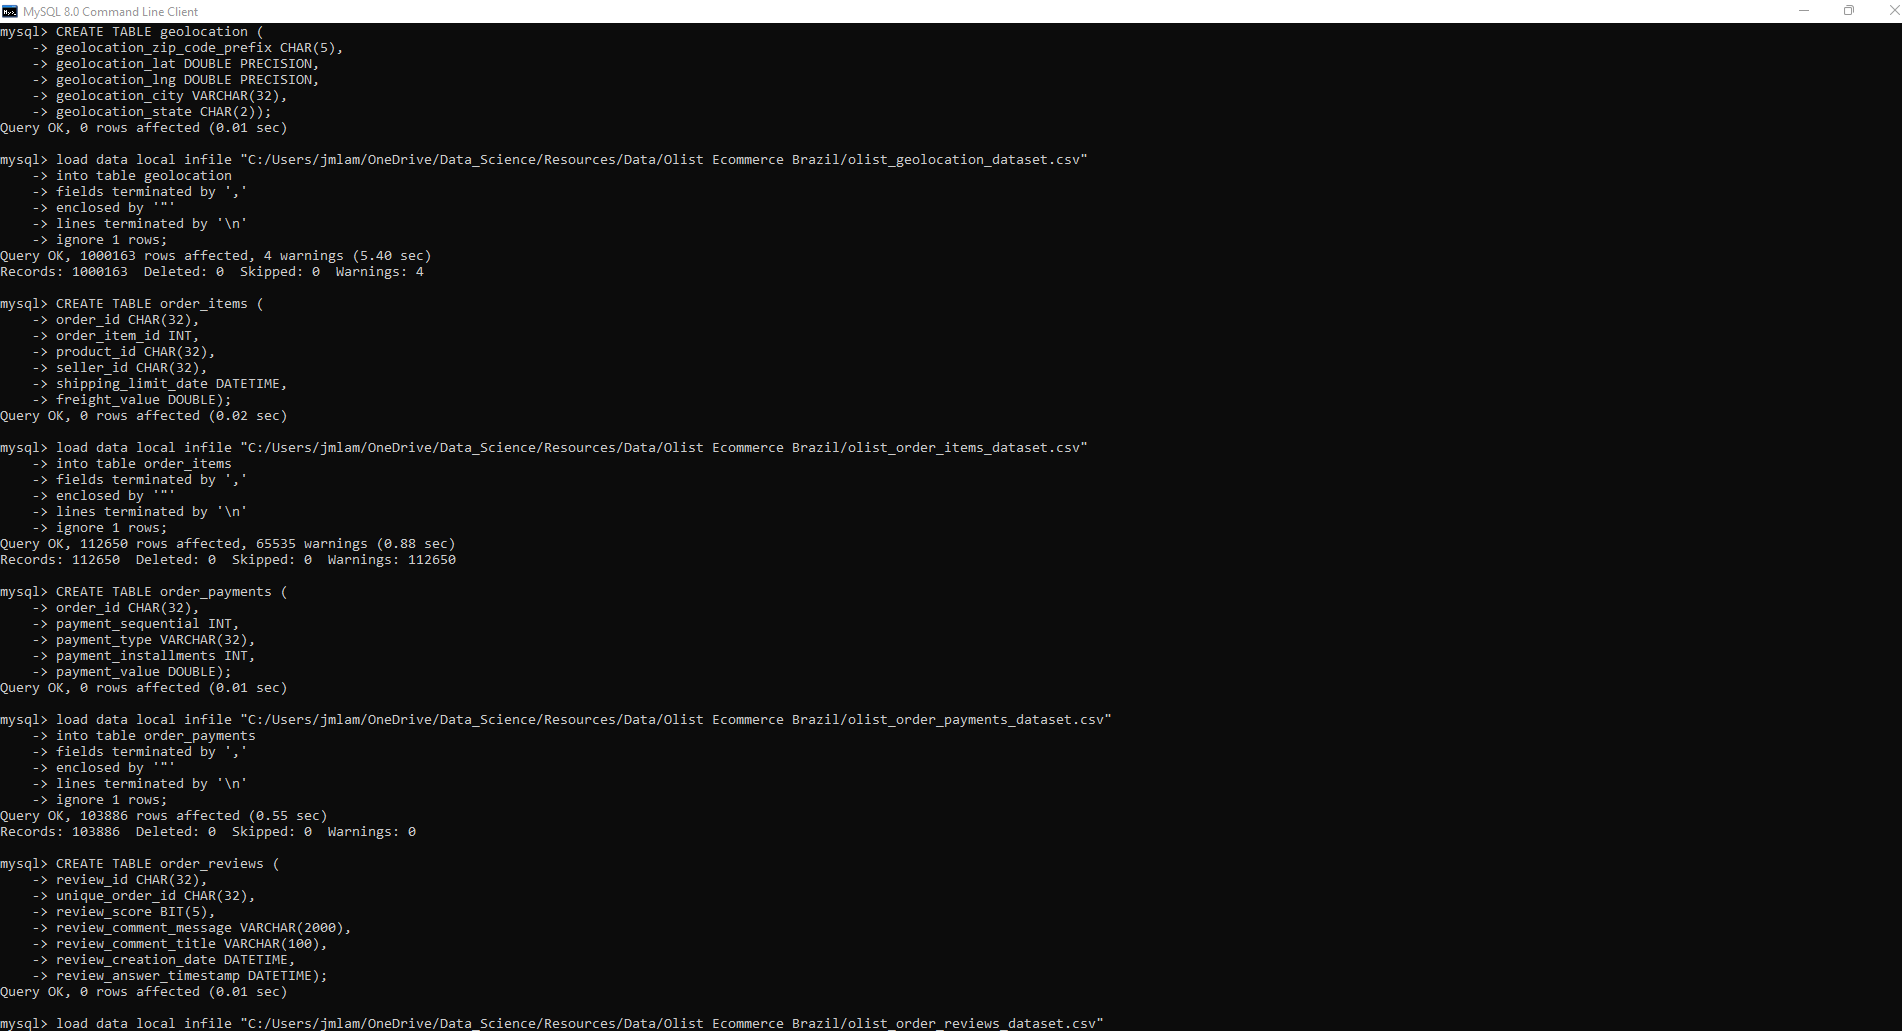 MySQL 8.0 Command Line Client
mysql> CREATE TABLE geolocation (
    -> geolocation_zip_code_prefix CHAR(5),
    -> geolocation_lat DOUBLE PRECISION,
    -> geolocation_lng DOUBLE PRECISION,
    -> geolocation_city VARCHAR(32),
    -> geolocation_state CHAR(2));
Query OK, 0 rows affected (0.01 sec)
mysql> load data local infile "C:/Users/jmlam/OneDrive/Data_Science/Resources/Data/Olist Ecommerce Brazil/olist_geolocation_dataset.csv"
    -> into table geolocation
    -> fields terminated by ','
    -> enclosed by '"'
    -> lines terminated by '\n'
    -> ignore 1 rows;
Query OK, 1000163 rows affected, 4 warnings (5.40 sec)
Records: 1000163  Deleted: 0  Skipped: 0  Warnings: 4
mysql> CREATE TABLE order_items (
    -> order_id CHAR(32),
    -> order_item_id INT,
    -> product_id CHAR(32),
    -> seller_id CHAR(32),
    -> shipping_limit_date DATETIME,
    -> freight_value DOUBLE);
Query OK, 0 rows affected (0.02 sec)
mysql> load data local infile "C:/Users/jmlam/OneDrive/Data_Science/Resources/Data/Olist Ecommerce Brazil/olist_order_items_dataset.csv"
    -> into table order_items
    -> fields terminated by ','
    -> enclosed by '"'
    -> lines terminated by '\n'
    -> ignore 1 rows;
Query OK, 112650 rows affected, 65535 warnings (0.88 sec)
Records: 112650  Deleted: 0  Skipped: 0  Warnings: 112650
mysql> CREATE TABLE order_payments (
    -> order_id CHAR(32),
    -> payment_sequential INT,
    -> payment_type VARCHAR(32),
    -> payment_installments INT,
    -> payment_value DOUBLE);
Query OK, 0 rows affected (0.01 sec)
mysql> load data local infile "C:/Users/jmlam/OneDrive/Data_Science/Resources/Data/Olist Ecommerce Brazil/olist_order_payments_dataset.csv"
    -> into table order_payments
    -> fields terminated by ','
    -> enclosed by '"'
    -> lines terminated by '\n'
    -> ignore 1 rows;
Query OK, 103886 rows affected (0.55 sec)
Records: 103886  Deleted: 0  Skipped: 0  Warnings: 0
mysql> CREATE TABLE order_reviews (
    -> review_id CHAR(32),
    -> unique_order_id CHAR(32),
    -> review_score BIT(5),
    -> review_comment_message VARCHAR(2000),
    -> review_comment_title VARCHAR(100),
    -> review_creation_date DATETIME,
    -> review_answer_timestamp DATETIME);
Query OK, 0 rows affected (0.01 sec)
mysql> load data local infile "C:/Users/jmlam/OneDrive/Data_Science/Resources/Data/Olist Ecommerce Brazil/olist_order_reviews_dataset.csv"